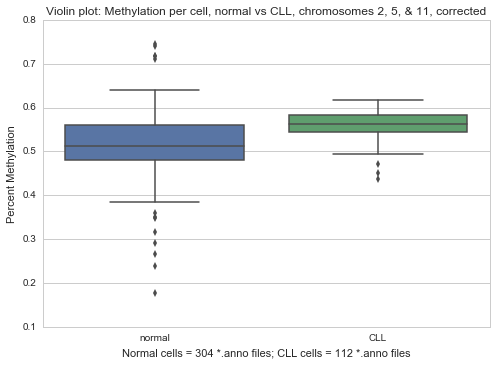 Violin plot: Methylation per cell, normal vs CLL, chromosomes 2, 5, & 11, corrected
0.8
0.7
0.6
0.5
0.4
0.3
0.2
0.1
Percent Methylation
normal
CLL
Normal cells = 304 *.anno files; CLL cells = 112 *.anno files